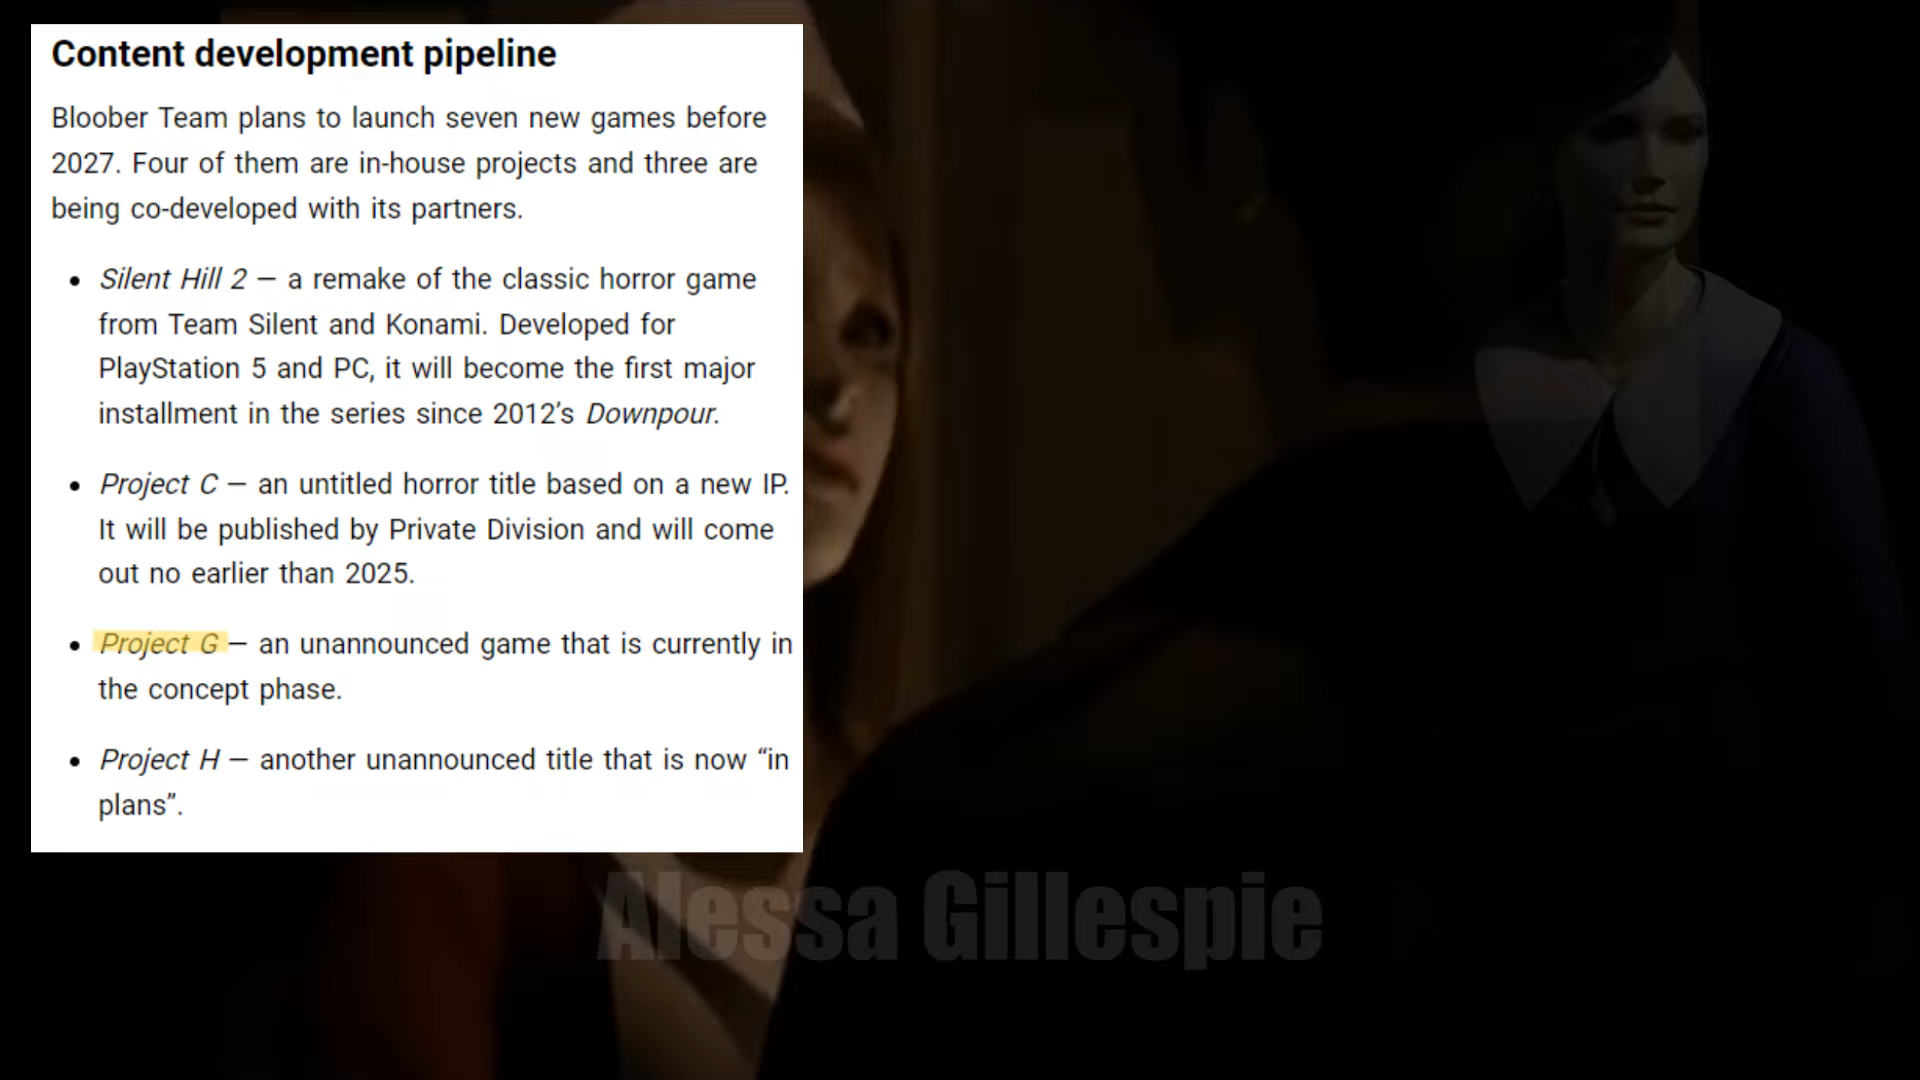 Content development pipeline
Bloober Team plans to launch seven new games before
2027. Four of them are in-house projects and three are
being co-developed with its partners.
• Silent Hill 2 — a remake of the classic horror game
from Team Silent and Konami. Developed for
PlayStation 5 and PC, it will become the first major
installment in the series since 2012’s Downpour.
• Project C — an untitled horror title based on a new IP.
It will be published by Private Division and will come
out no earlier than 2025.
• Project G — an unannounced game that is currently in
the concept phase.
• Project H — another unannounced title that is now “in
plans”.
Alessa Gillespie